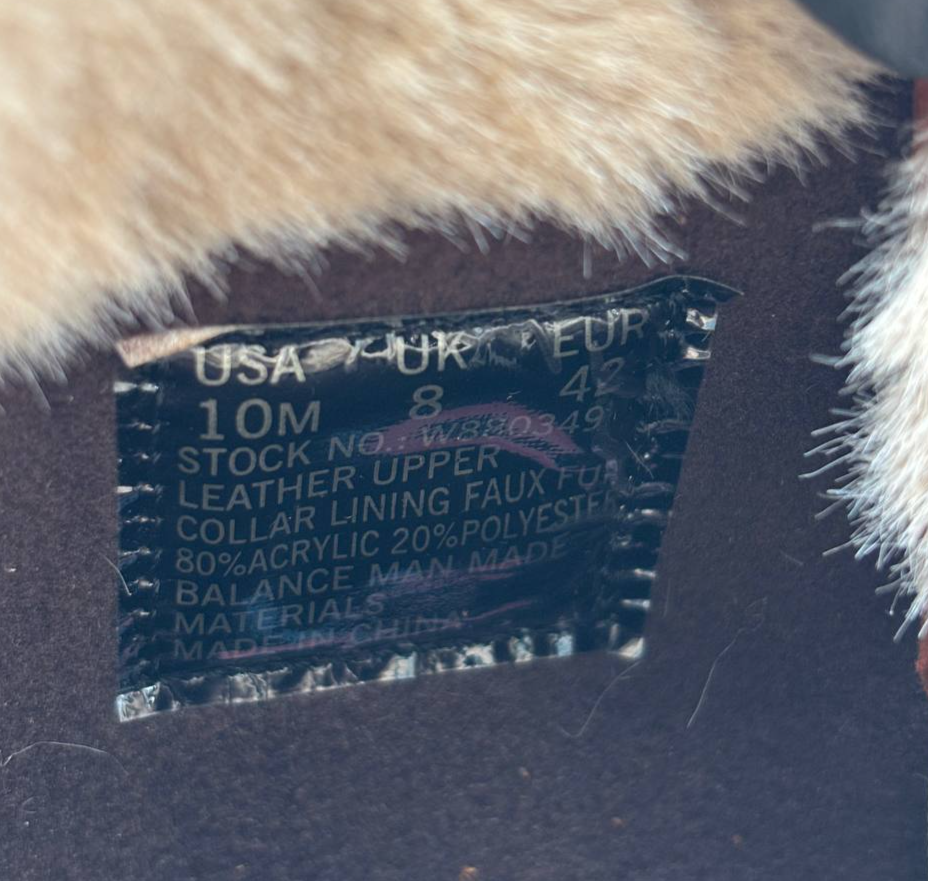 USA UK EUR
10M 8 42
STOCK NO.: W890349
LEATHER UPPER
COLLAR LINING FAUX FUR
80%ACRYLIC 20%POLYESTER
BALANCE MAN MADE
MATERIALS
MADE IN CHINA